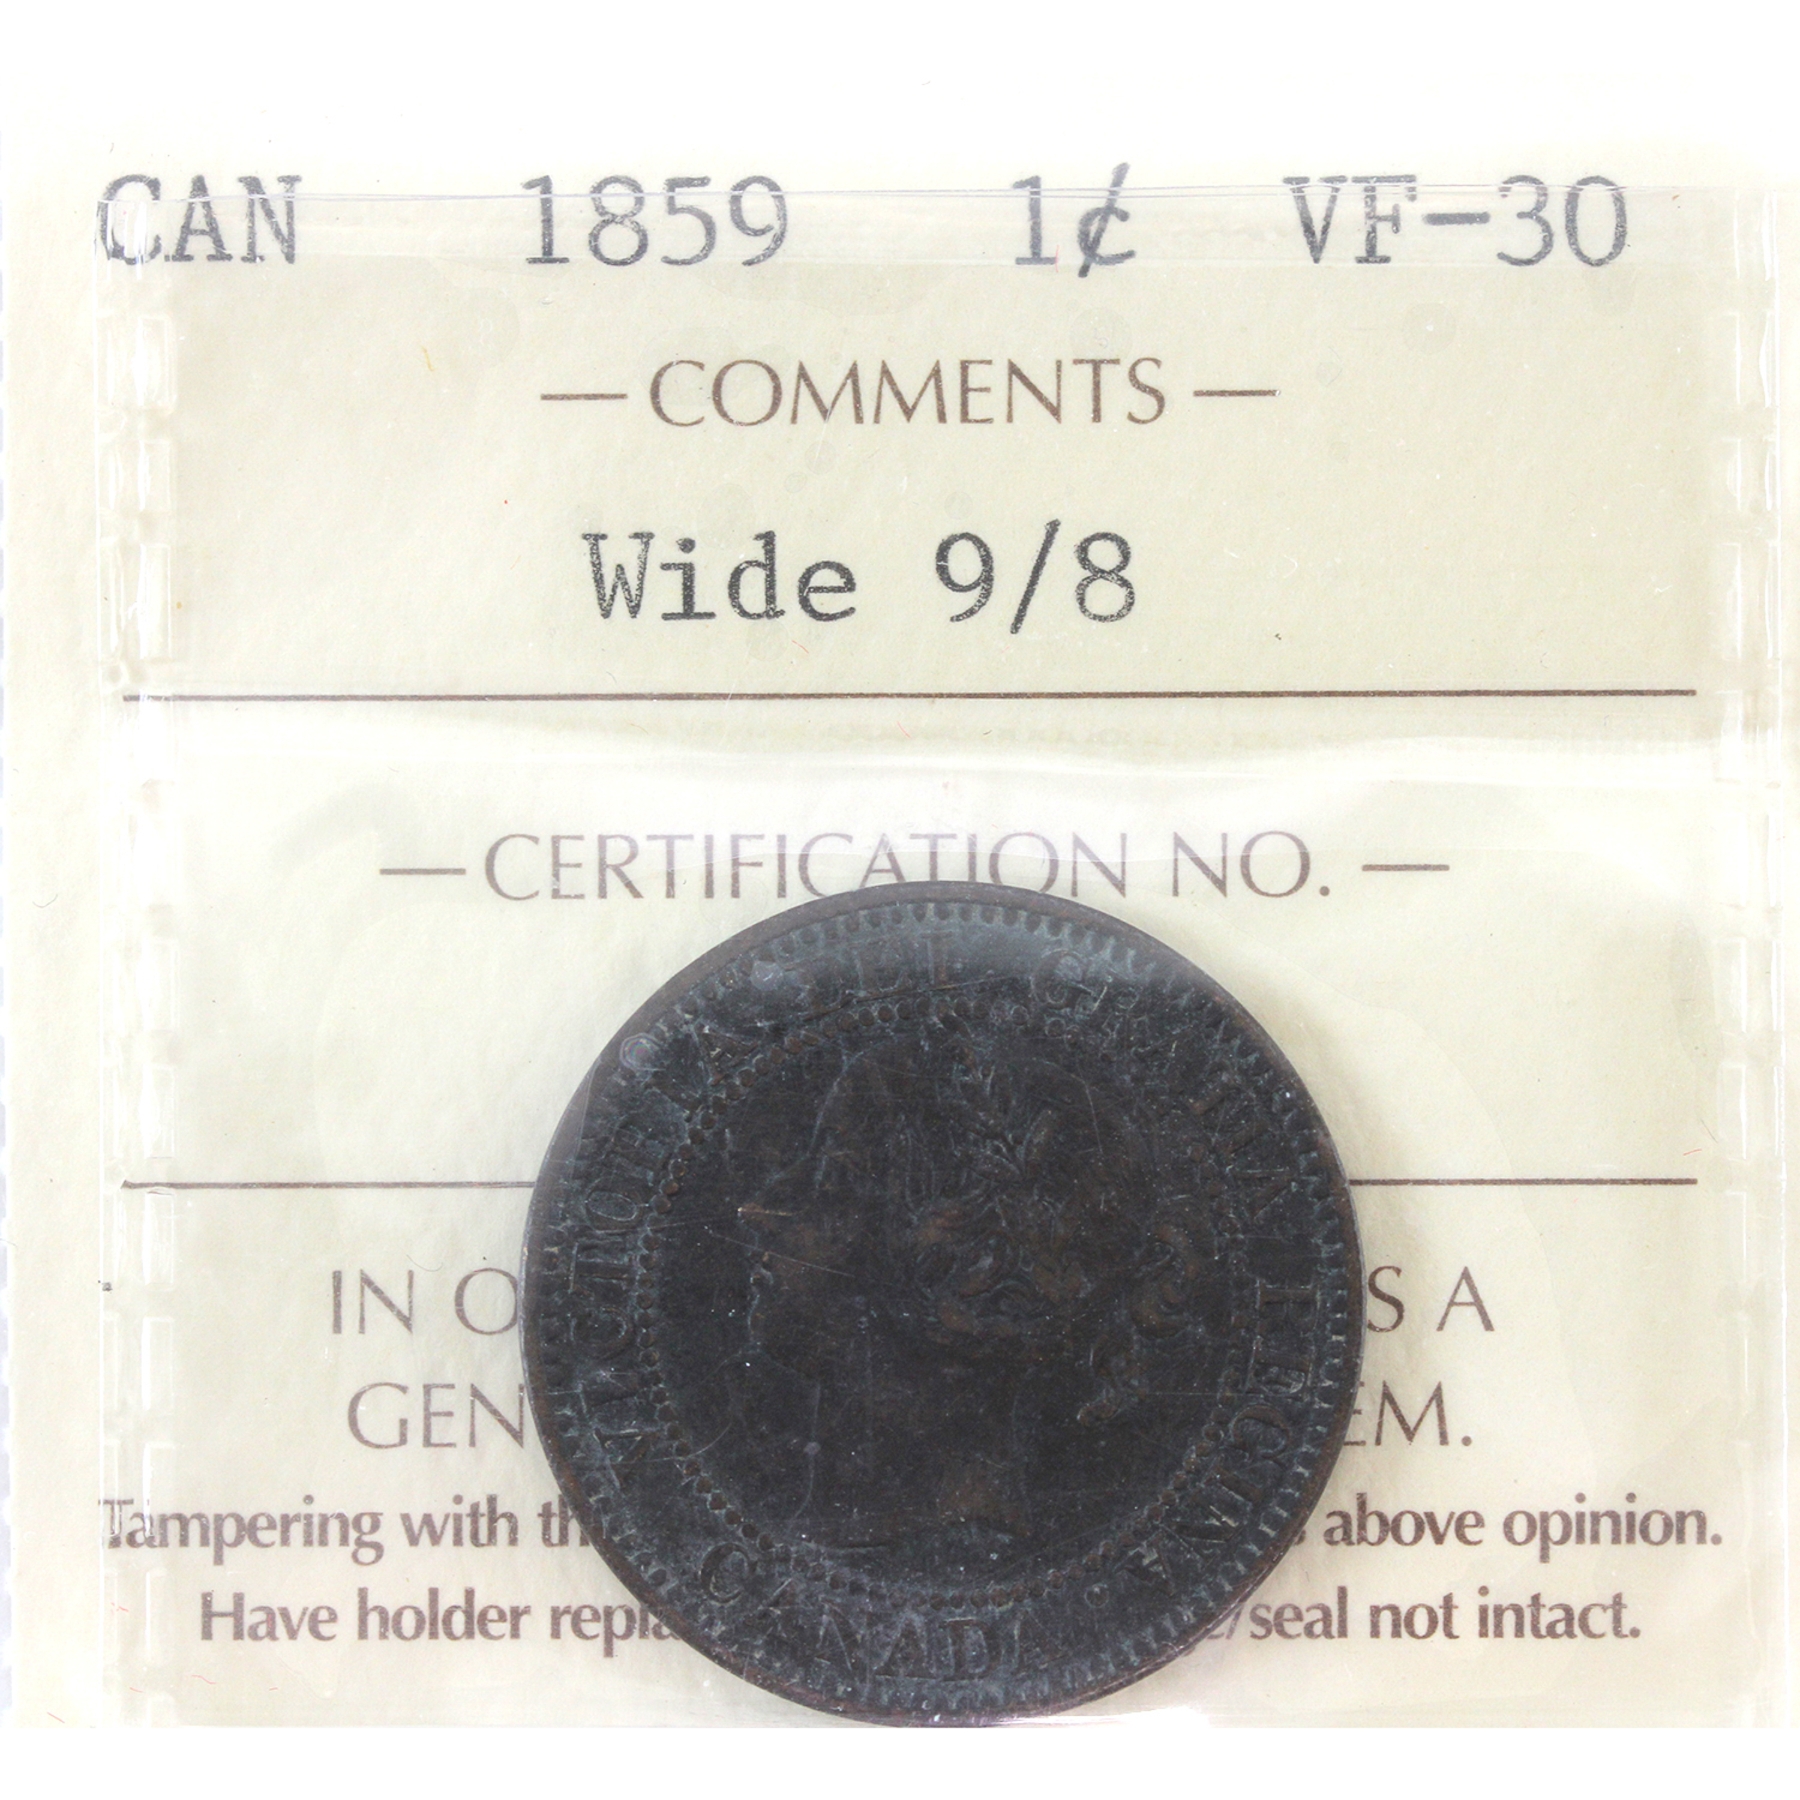 CAN 1859 1¢ VF-30
— COMMENTS —
Wide 9/8
— CERTIFICATION NO. —
IN O S A
GEN EM.
Tampering with th above opinion.
Have holder repla /seal not intact.
VICTORIA DEI GRATIA REGINA.
CANADA